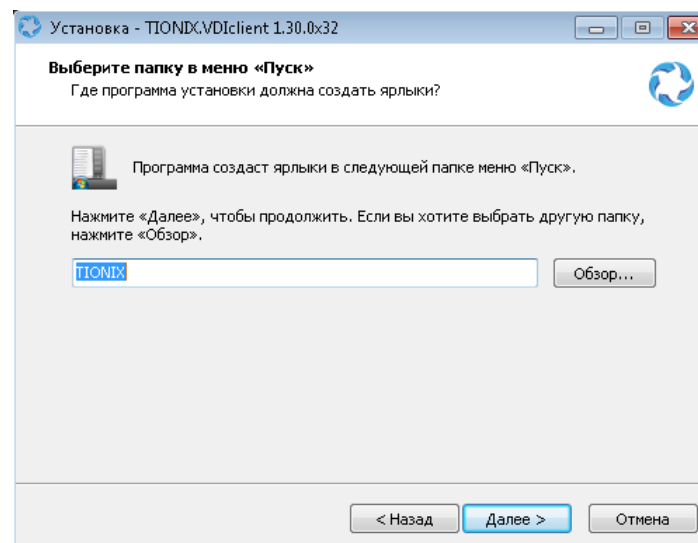 Установка - TIONIX.VDIclient 1.30.0x32
Выберите папку в меню «Пуск»
Где программа установки должна создать ярлыки?
Программа создаст ярлыки в следующей папке меню «Пуск».
Нажмите «Далее», чтобы продолжить. Если вы хотите выбрать другую папку,
нажмите «Обзор».
TIONIX
Обзор...
< Назад
Далее >
Отмена